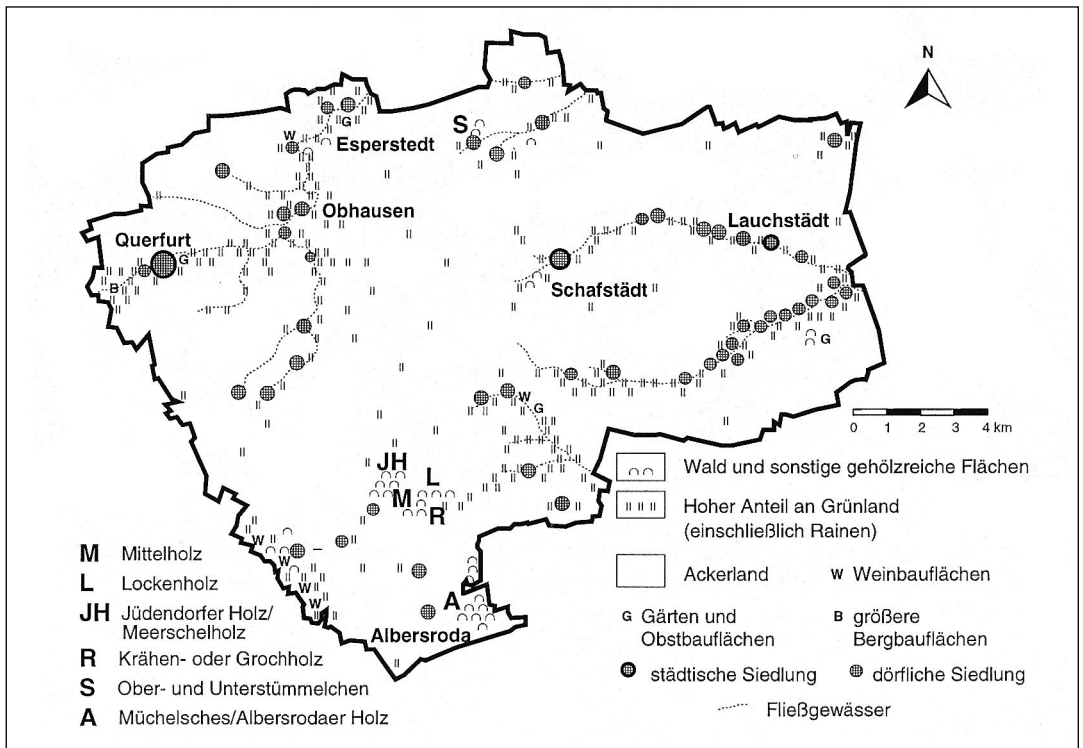 N
S
W
G
Esperstedt
Obhausen
Lauchstädt
Querfurt
G
B
Schafstädt
G
W
G
0 1 2 3 4 km
JH
L
M
R
W
W
W
W
A
Albersroda
M Mittelholz
L Lockenholz
JH Jüdendorfer Holz/
Meerschelholz
R Krähen- oder Grochholz
S Ober- und Unterstümmelchen
A Müchelsches/Albersrodaer Holz
Wald und sonstige gehölzreiche Flächen
Hoher Anteil an Grünland
(einschließlich Rainen)
Ackerland
W Weinbauflächen
G Gärten und
Obstbauflächen
B größere
Bergbauflächen
städtische Siedlung
dörfliche Siedlung
Fließgewässer